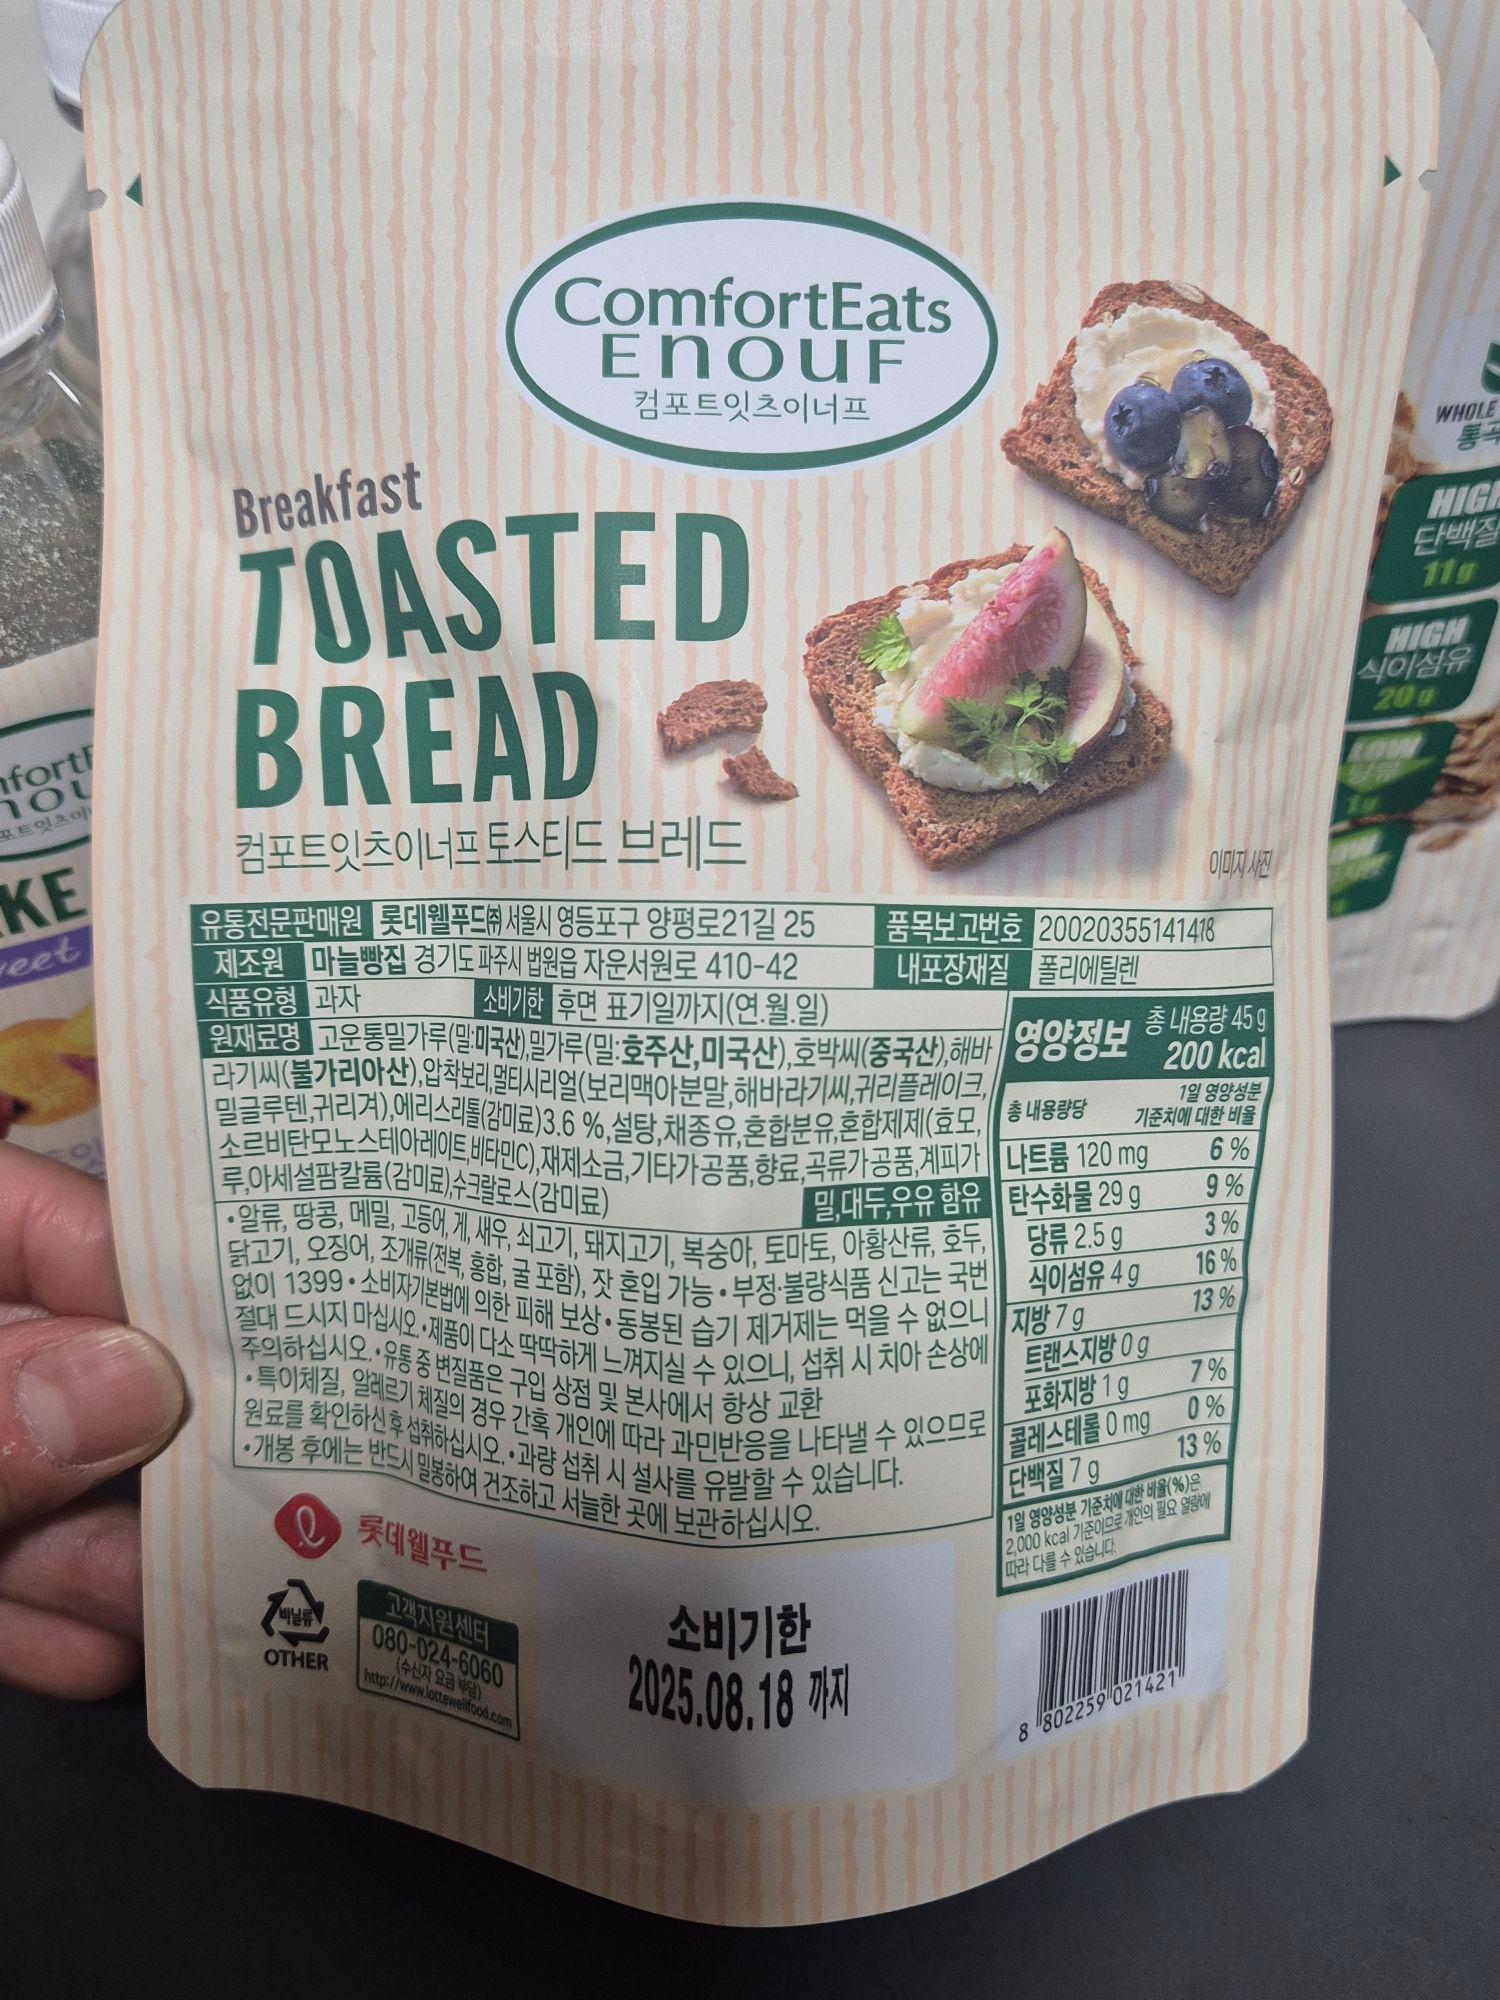 ComfortEats
ENOUF
컴포트잇츠이너프
Breakfast
TOASTED
BREAD
컴포트잇츠이너프 토스티드 브레드
이미지 사진
유통전문판매원 롯데웰푸드㈜ 서울시 영등포구 양평로21길 25 품목보고번호 20020355141418
제조원 마늘빵집 경기도 파주시 법원읍 자운서원로 410-42 내포장재질 폴리에틸렌
식품유형 과자 소비기한 후면 표기일까지(연.월.일)
원재료명 고운통밀가루(밀:미국산),밀가루(밀:호주산,미국산),호박씨(중국산),해바
라기씨(불가리아산),압착보리,멀티시리얼(보리맥아분말,해바라기씨,귀리플레이크,
밀글루텐,귀리겨),에리스리톨(감미료)3.6 %,설탕,채종유,혼합분유,혼합제제(효모,
소르비탄모노스테아레이트,비타민C),재제소금,기타가공품,향료,곡류가공품,계피가
루,아세설팜칼륨(감미료),수크랄로스(감미료)
밀,대두,우유 함유
•알류, 땅콩, 메밀, 고등어, 게, 새우, 쇠고기, 돼지고기, 복숭아, 토마토, 아황산류, 호두,
닭고기, 오징어, 조개류(전복, 홍합, 굴 포함), 잣 혼입 가능•부정·불량식품 신고는 국번
없이 1399•소비자기본법에 의한 피해 보상•동봉된 습기 제거제는 먹을 수 없으니
절대 드시지 마십시오.•제품이 다소 딱딱하게 느껴지실 수 있으니, 섭취 시 치아 손상에
주의하십시오.•유통 중 변질품은 구입 상점 및 본사에서 항상 교환
•특이체질, 알레르기 체질의 경우 간혹 개인에 따라 과민반응을 나타낼 수 있으므로
원료를 확인하신 후 섭취하십시오.•과량 섭취 시 설사를 유발할 수 있습니다.
•개봉 후에는 반드시 밀봉하여 건조하고 서늘한 곳에 보관하십시오.
영양정보 총 내용량 45 g
200 kcal
총 내용량당 1일 영양성분
기준치에 대한 비율
나트륨 120 mg 6 %
탄수화물 29 g 9 %
당류 2.5 g 3 %
식이섬유 4 g 16 %
지방 7 g 13 %
트랜스지방 0 g
포화지방 1 g 7 %
콜레스테롤 0 mg 0 %
단백질 7 g 13 %
1일 영양성분 기준치에 대한 비율(%)은
2,000 kcal 기준이므로 개인의 필요 열량에
따라 다를 수 있습니다.
롯데웰푸드
비닐류
OTHER
고객지원센터
080-024-6060
(수신자 요금 부담)
http://www.lottewellfood.com
소비기한
2025.08.18 까지
8 802259 021421
KE
eet
WHOLE
HIGH
단백질
11g
HIGH
식이섬유
20g
LOW
당류
1g